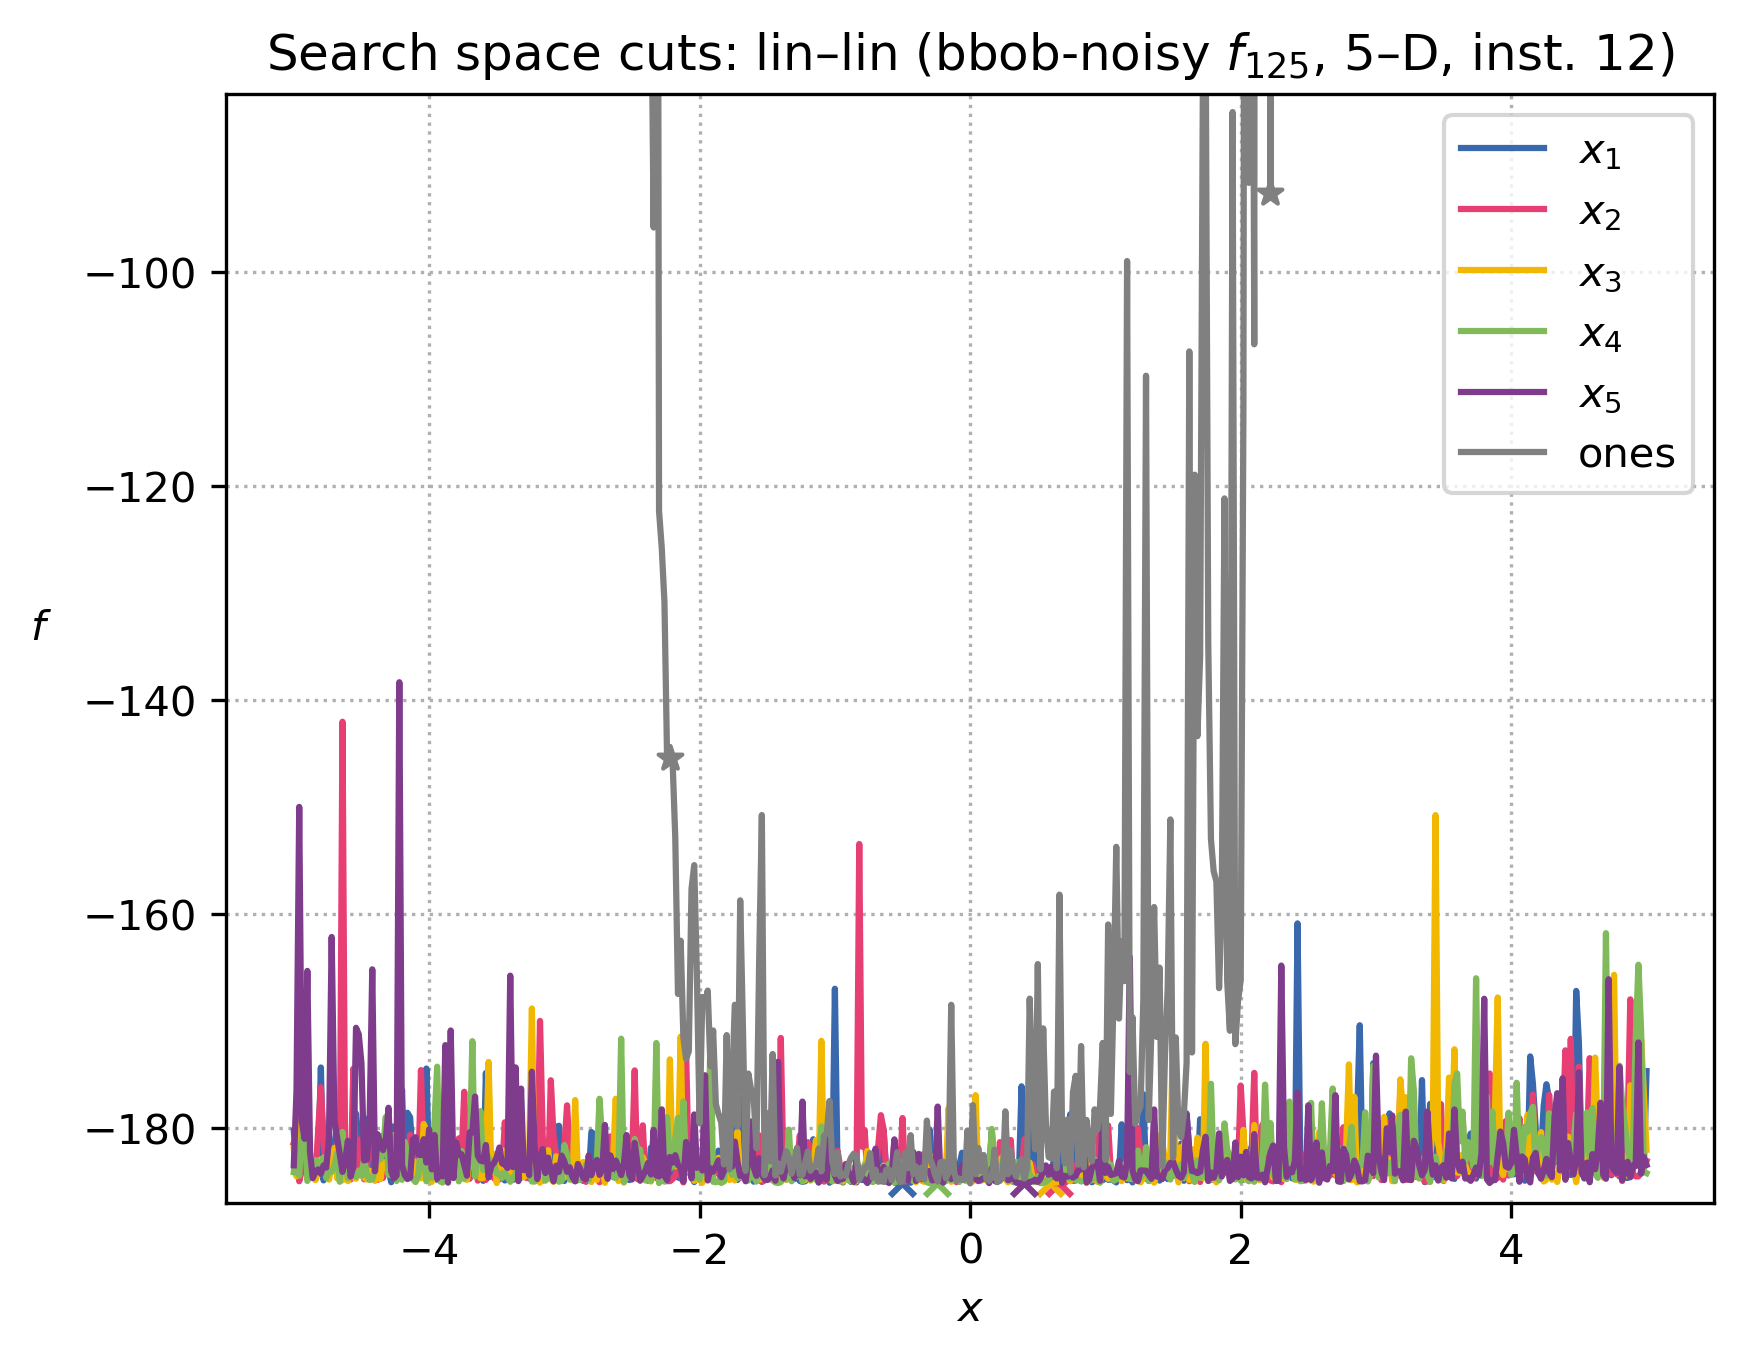 Search space cuts: lin–lin (bbob-noisy f₁₂₅, 5–D, inst. 12)
x₁
x₂
x₃
x₄
x₅
ones
−100
−120
−140
−160
−180
f
−4 −2 0 2 4
x